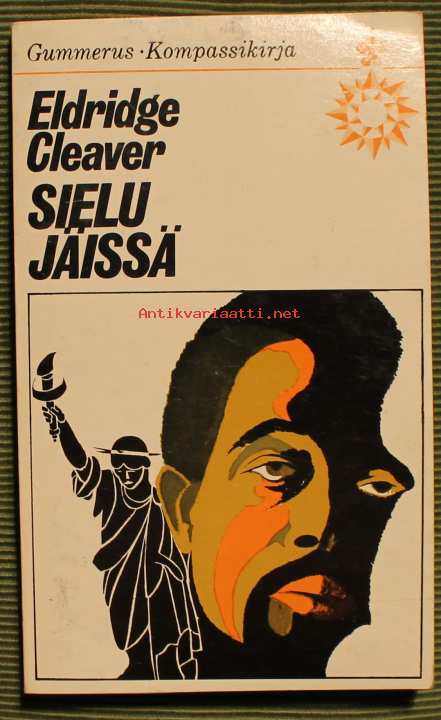 Gummerus · Kompassikirja
Eldridge
Cleaver
SIELU
JÄISSÄ
Antikvariaatti.net